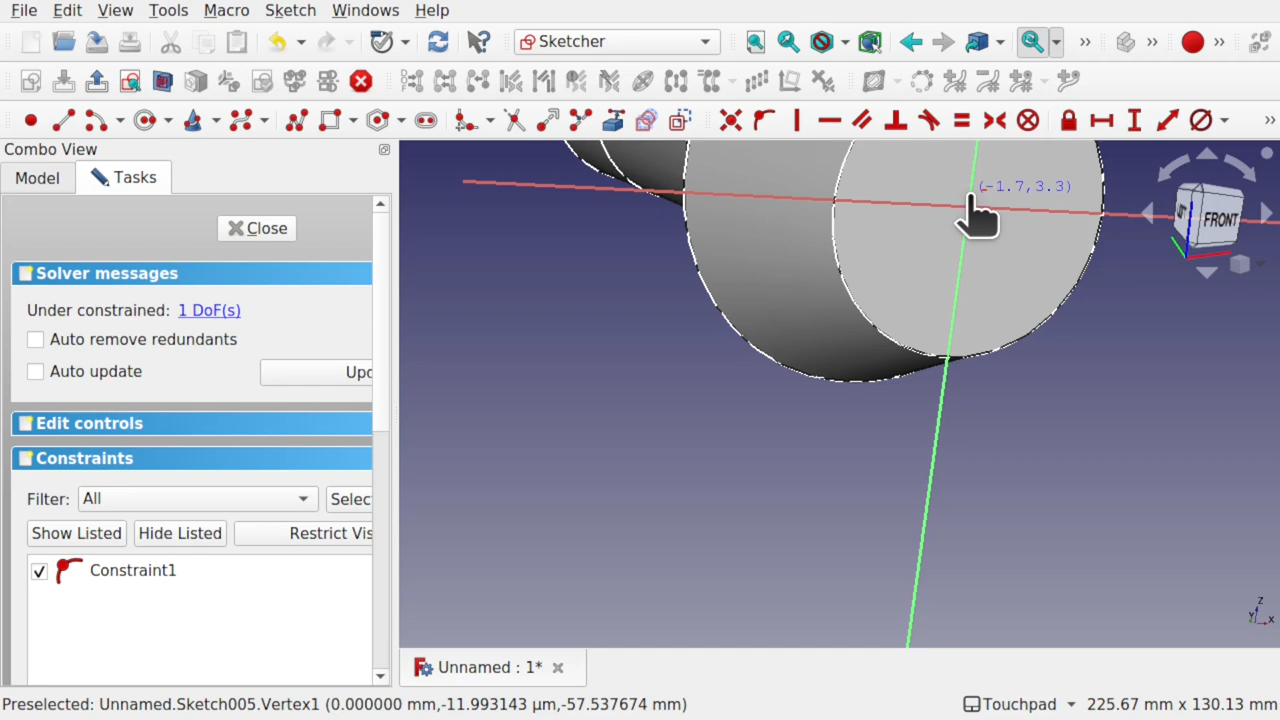 File Edit View Tools Macro Sketch Windows Help
Sketcher
Combo View
Model Tasks
Close
Solver messages
Under constrained: 1 DoF(s)
Auto remove redundants
Auto update
Upd
Edit controls
Constraints
Filter: All Selec
Show Listed Hide Listed Restrict Vis
Constraint1
(-1.7,3.3)
FRONT
Z
Y X
Unnamed : 1*
Preselected: Unnamed.Sketch005.Vertex1 (0.000000 mm,-11.993143 µm,-57.537674 mm)
Touchpad 225.67 mm x 130.13 mm